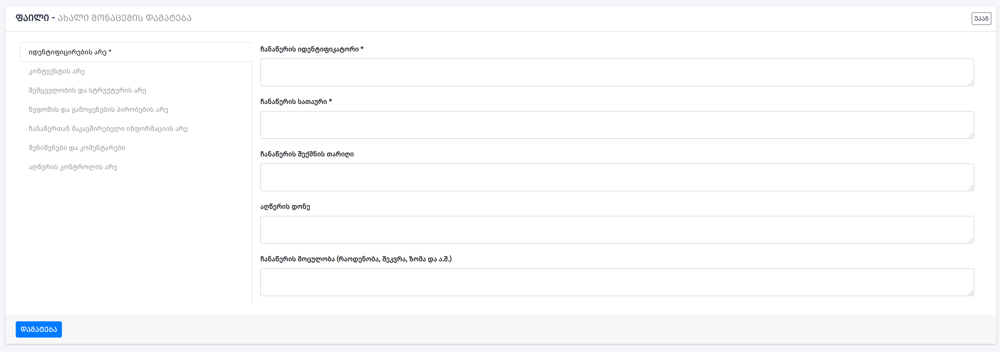 ფაილი - ახალი მონაცემის დამატება
უკან
იდენტიფიცირების არე *
კონტექსტის არე
შემცველობის და სტრუქტურის არე
წვდომის და გამოყენების პირობების არე
ჩანაწერთან მაკავშირებელი ინფორმაციის არე
შენიშვნები და კომენტარები
აღწერის კონტროლის არე
ჩანაწერის იდენტიფიკატორი *
ჩანაწერის სათაური *
ჩანაწერის შექმნის თარიღი
აღწერის დონე
ჩანაწერის მოცულობა (რაოდენობა, შეკვრა, ზომა და ა.შ.)
დამატება